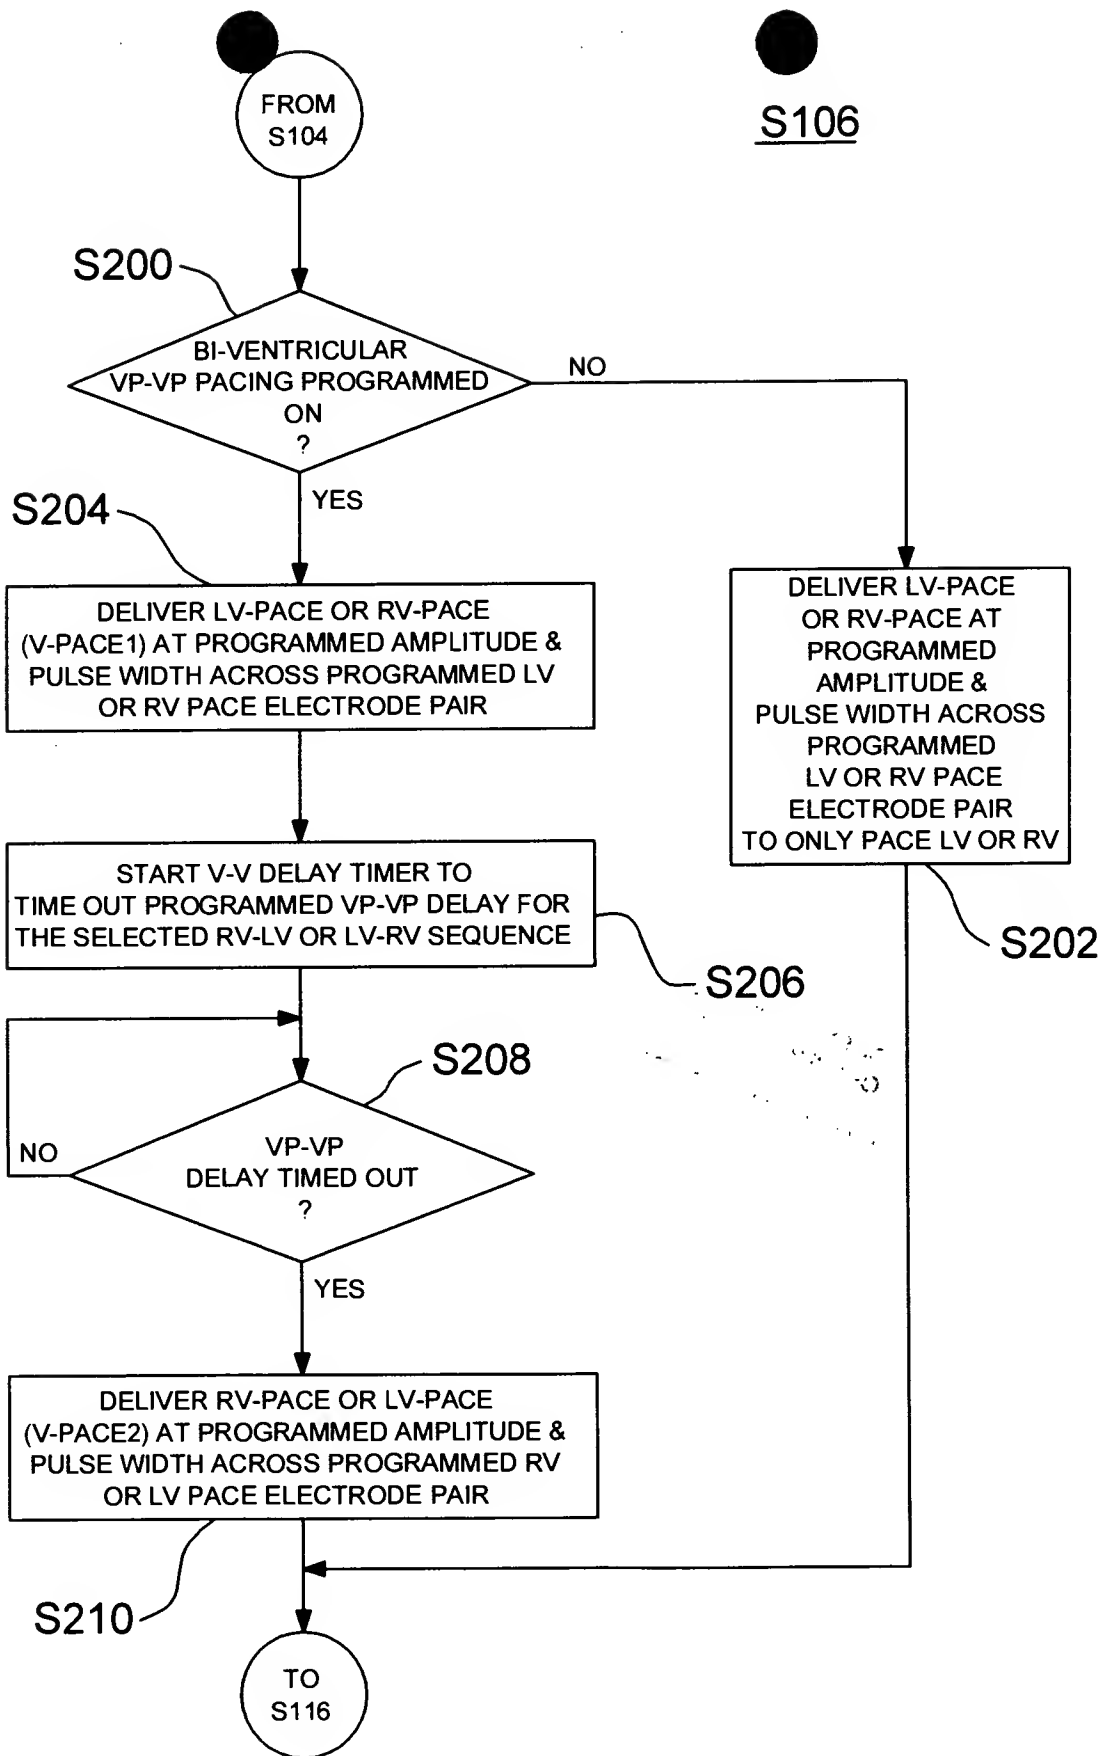 FROM
S104
S106
S200
BI-VENTRICULAR
VP-VP PACING PROGRAMMED
ON
?
NO
YES
S204
DELIVER LV-PACE OR RV-PACE
(V-PACE1) AT PROGRAMMED AMPLITUDE &
PULSE WIDTH ACROSS PROGRAMMED LV
OR RV PACE ELECTRODE PAIR
DELIVER LV-PACE
OR RV-PACE AT
PROGRAMMED
AMPLITUDE &
PULSE WIDTH ACROSS
PROGRAMMED
LV OR RV PACE
ELECTRODE PAIR
TO ONLY PACE LV OR RV
S202
START V-V DELAY TIMER TO
TIME OUT PROGRAMMED VP-VP DELAY FOR
THE SELECTED RV-LV OR LV-RV SEQUENCE
S206
S208
VP-VP
DELAY TIMED OUT
?
NO
YES
DELIVER RV-PACE OR LV-PACE
(V-PACE2) AT PROGRAMMED AMPLITUDE &
PULSE WIDTH ACROSS PROGRAMMED RV
OR LV PACE ELECTRODE PAIR
S210
TO
S116